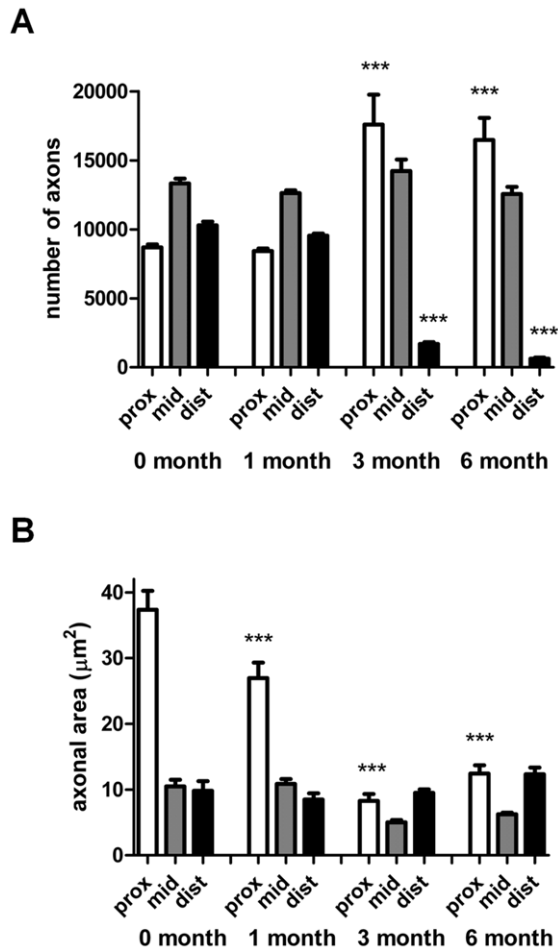 A
number of axons
20000
15000
10000
5000
0
***
***
***
***
prox mid dist prox mid dist prox mid dist prox mid dist
0 month 1 month 3 month 6 month
B
axonal area (μm²)
40
30
20
10
0
***
***
***
prox mid dist prox mid dist prox mid dist prox mid dist
0 month 1 month 3 month 6 month